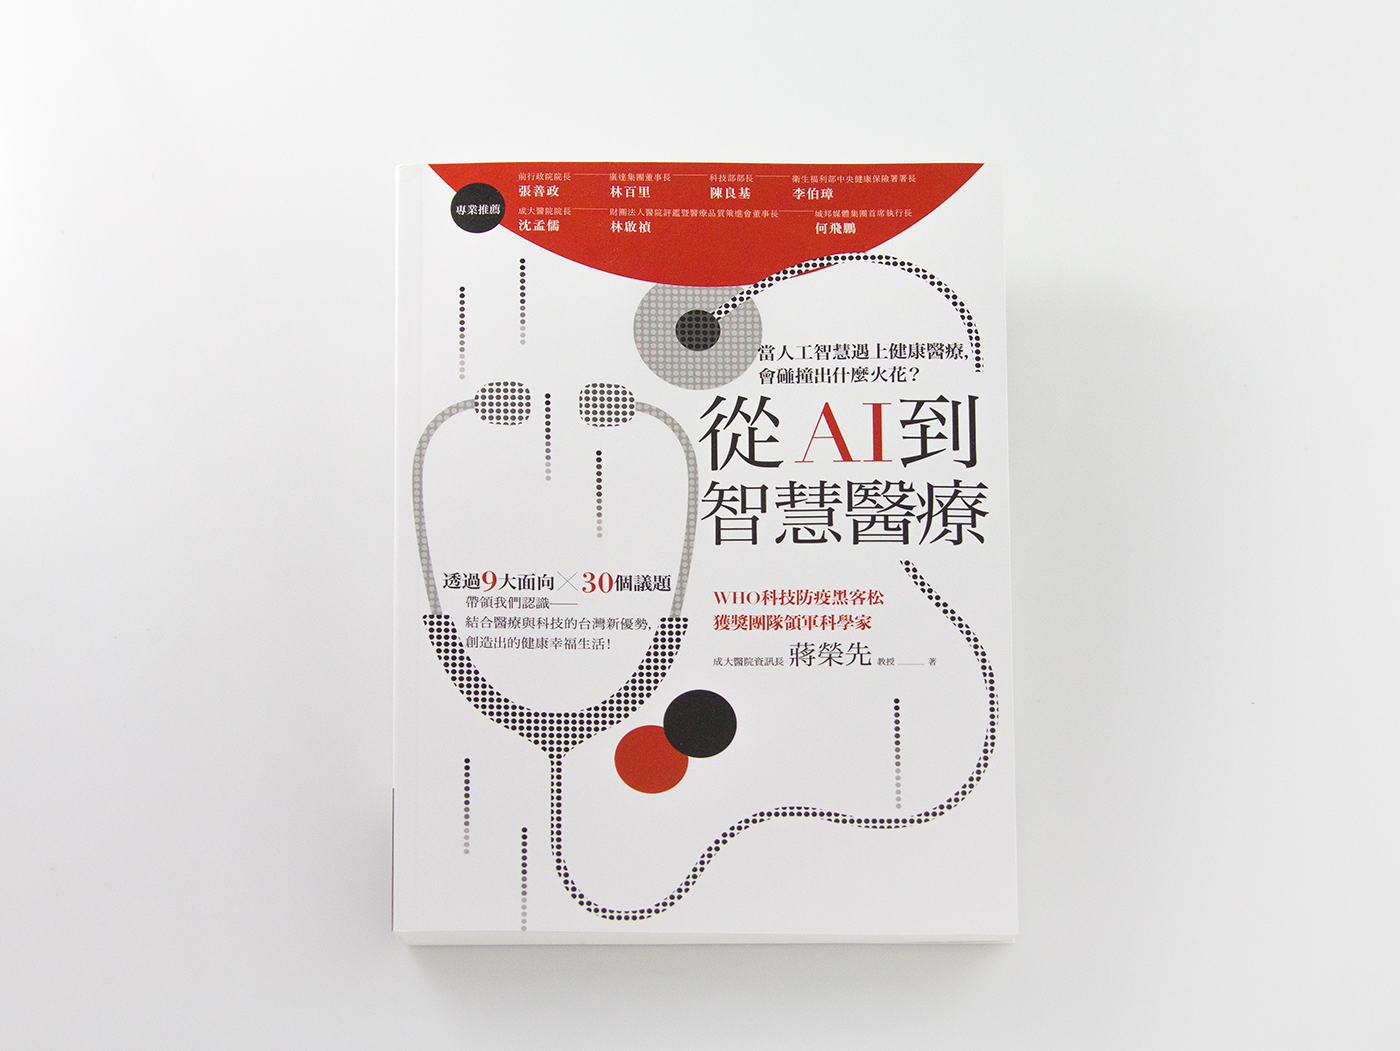 專業推薦
前行政院院長 廣達集團董事長 科技部部長 衛生福利部中央健康保險署署長
張善政 林百里 陳良基 李伯璋
成大醫院院長 財團法人醫院評鑑暨醫療品質策進會董事長 城邦媒體集團首席執行長
沈孟儒 林啟禎 何飛鵬
當人工智慧遇上健康醫療,
會碰撞出什麼火花?
從AI到
智慧醫療
透過9大面向×30個議題
帶領我們認識——
結合醫療與科技的台灣新優勢,
創造出的健康幸福生活!
WHO科技防疫黑客松
獲獎團隊領軍科學家
成大醫院資訊長 蔣榮先 教授 ___ 著